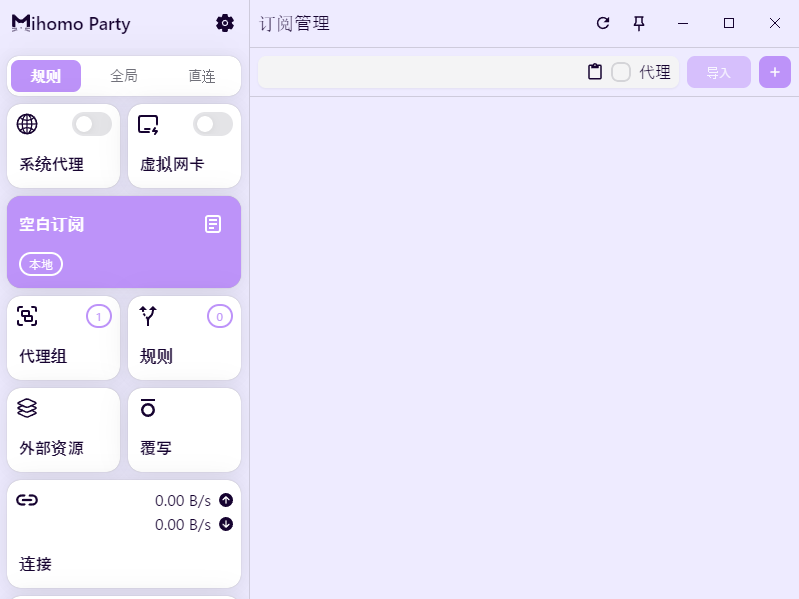 Mihomo Party
订阅管理
代理
导入
规则
全局
直连
系统代理
虚拟网卡
空白订阅
本地
1
代理组
0
规则
外部资源
覆写
0.00 B/s
0.00 B/s
连接